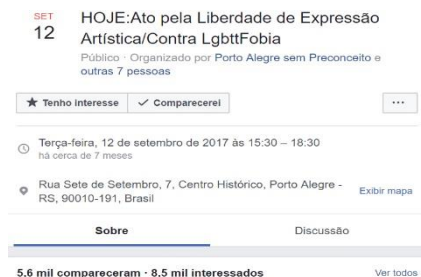 SET
12
HOJE:Ato pela Liberdade de Expressão
Artística/Contra LgbttFobia
Público · Organizado por Porto Alegre sem Preconceito e
outras 7 pessoas
★ Tenho interesse ✓ Comparecerei ...
Terça-feira, 12 de setembro de 2017 às 15:30 – 18:30
há cerca de 7 meses
Rua Sete de Setembro, 7, Centro Histórico, Porto Alegre -
RS, 90010-191, Brasil
Exibir mapa
Sobre Discussão
5.6 mil compareceram · 8.5 mil interessados Ver todos